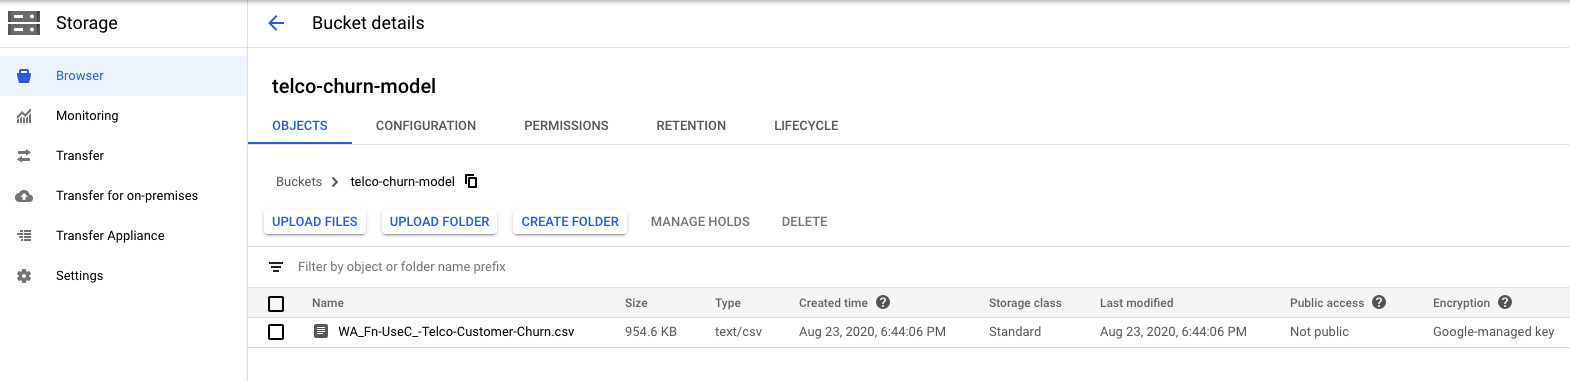 Storage
Bucket details
Browser
Monitoring
Transfer
Transfer for on-premises
Transfer Appliance
Settings
telco-churn-model
OBJECTS CONFIGURATION PERMISSIONS RETENTION LIFECYCLE
Buckets telco-churn-model
UPLOAD FILES UPLOAD FOLDER CREATE FOLDER MANAGE HOLDS DELETE
Filter by object or folder name prefix
Name Size Type Created time ? Storage class Last modified Public access ? Encryption ?
WA_Fn-UseC_-Telco-Customer-Churn.csv 954.6 KB text/csv Aug 23, 2020, 6:44:06 PM Standard Aug 23, 2020, 6:44:06 PM Not public Google-managed key